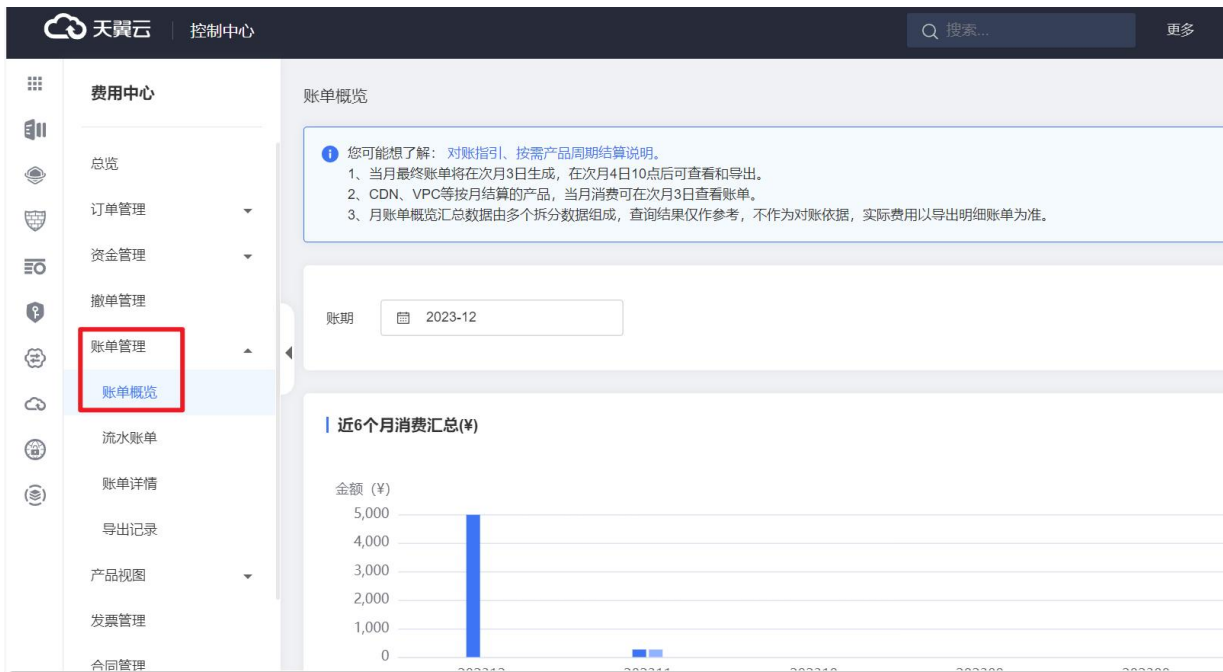 天翼云 控制中心 搜索... 更多
费用中心
总览
订单管理
资金管理
撤单管理
账单管理
账单概览
流水账单
账单详情
导出记录
产品视图
发票管理
合同管理
账单概览
您可能想了解： 对账指引、按需产品周期结算说明。
1、当月最终账单将在次月3日生成，在次月4日10点后可查看和导出。
2、CDN、VPC等按月结算的产品，当月消费可在次月3日查看账单。
3、月账单概览汇总数据由多个拆分数据组成，查询结果仅作参考，不作为对账依据，实际费用以导出明细账单为准。
账期 2023-12
近6个月消费汇总(¥)
金额 (¥)
5,000
4,000
3,000
2,000
1,000
0
202312 202311 202310 202309 202308